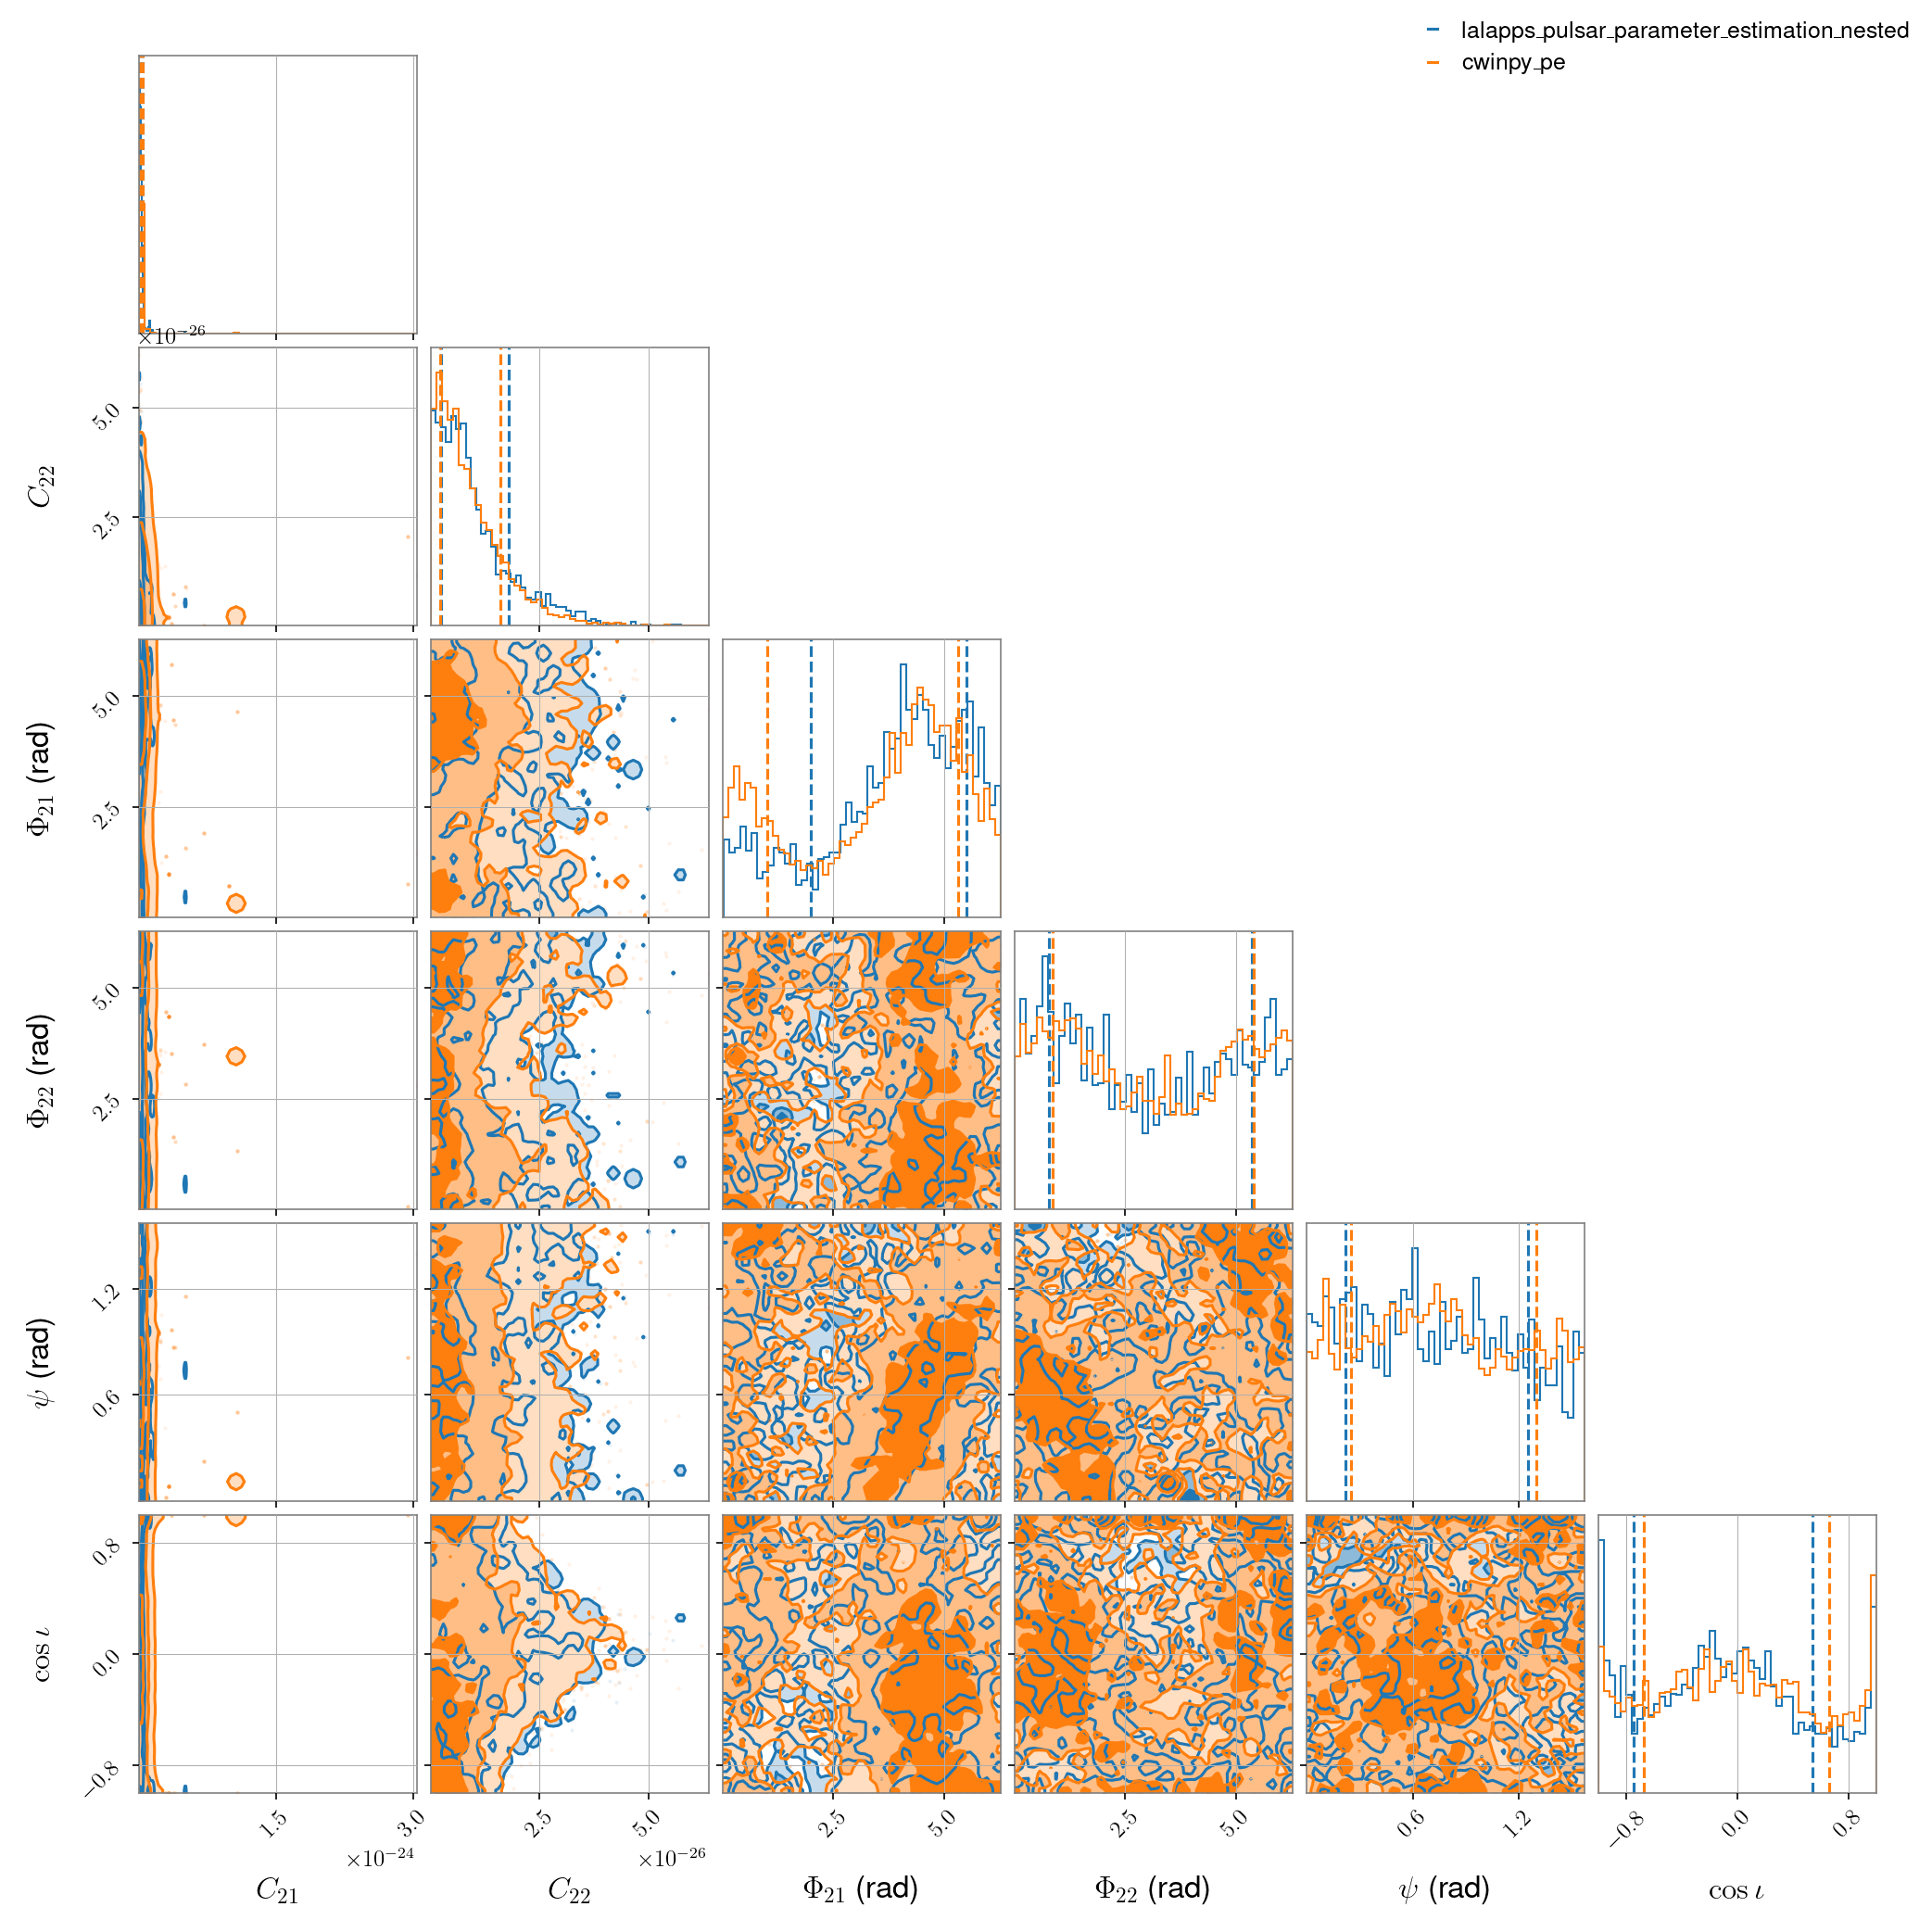 lalapps_pulsar_parameter_estimation_nested
cwinpy_pe
×10⁻²⁶
C₂₂
5.0
2.5
Φ₂₁ (rad)
5.0
2.5
Φ₂₂ (rad)
5.0
2.5
ψ (rad)
1.2
0.6
cos ι
0.8
0.0
−0.8
1.5
3.0
2.5
5.0
2.5
5.0
2.5
5.0
0.6
1.2
−0.8
0.0
0.8
×10⁻²⁴
×10⁻²⁶
C₂₁
C₂₂
Φ₂₁ (rad)
Φ₂₂ (rad)
ψ (rad)
cos ι